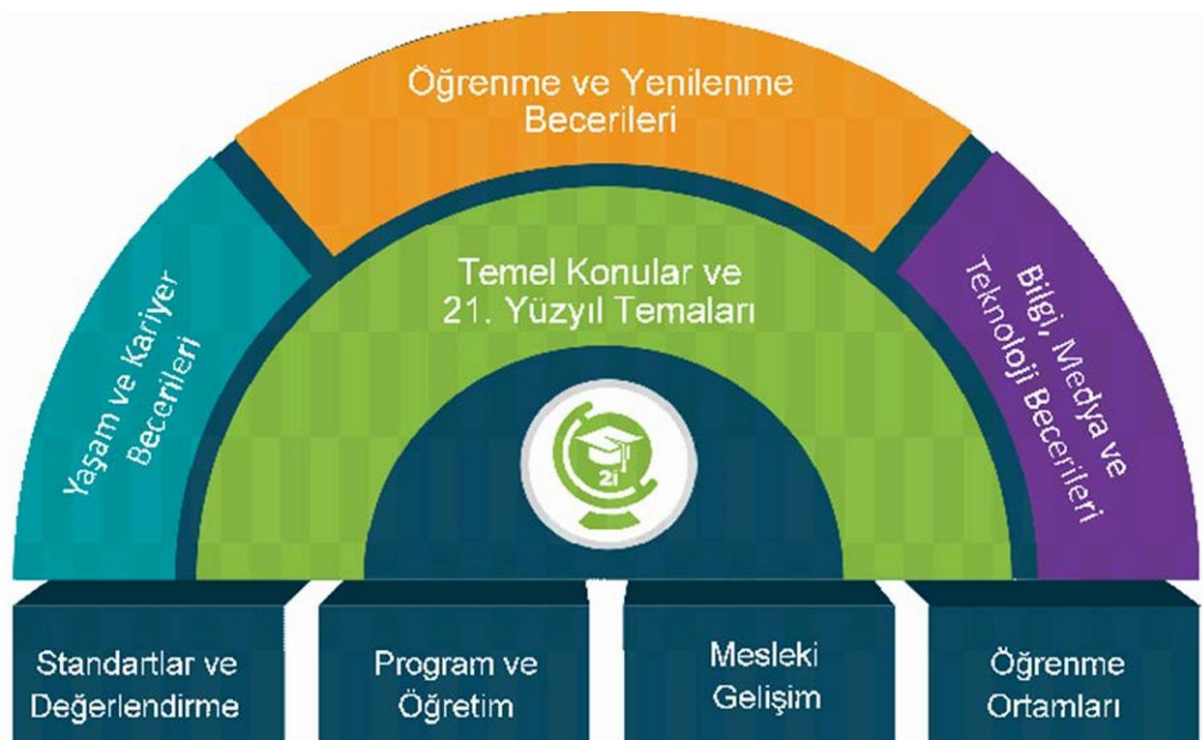 Öğrenme ve Yenilenme
Becerileri
Yaşam ve Kariyer
Becerileri
Temel Konular ve
21. Yüzyıl Temaları
Bilgi, Medya ve
Teknoloji Becerileri
2i
Standartlar ve
Değerlendirme
Program ve
Öğretim
Mesleki
Gelişim
Öğrenme
Ortamları